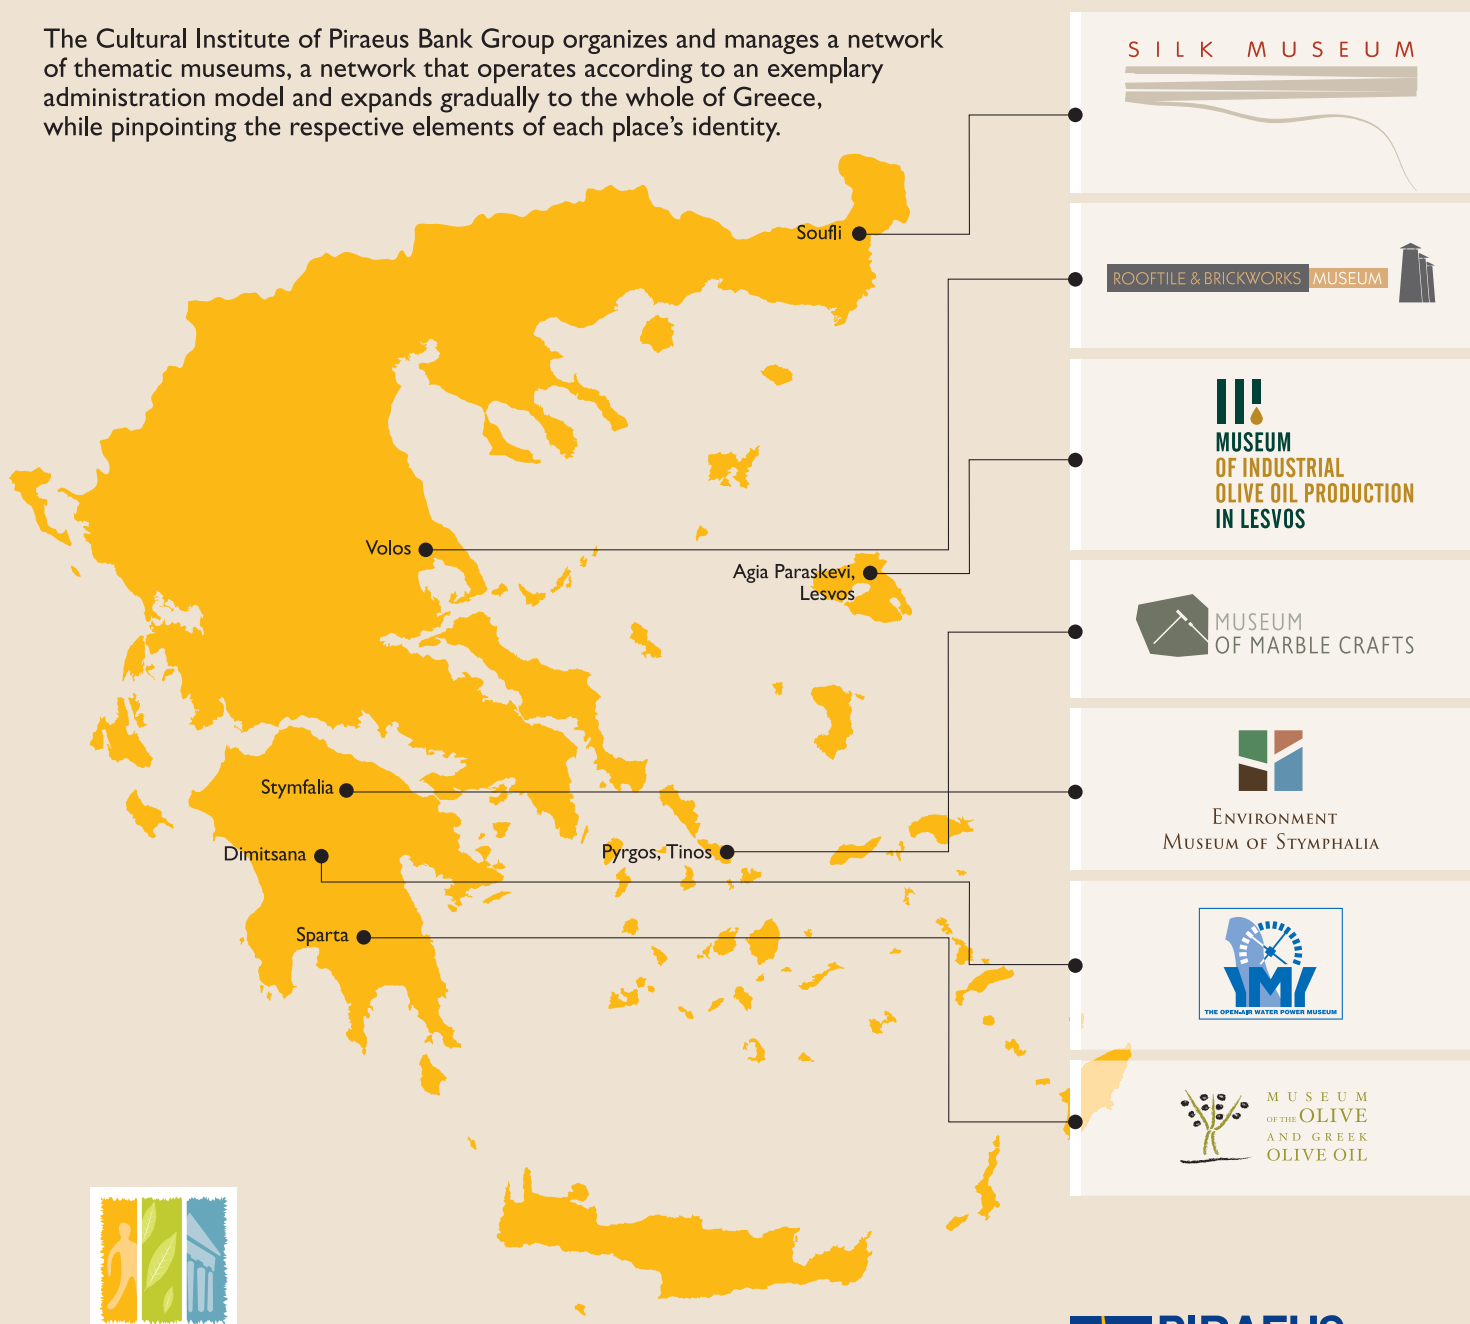 The Cultural Institute of Piraeus Bank Group organizes and manages a network
of thematic museums, a network that operates according to an exemplary
administration model and expands gradually to the whole of Greece,
while pinpointing the respective elements of each place's identity.
SILK MUSEUM
Soufli
ROOFTILE & BRICKWORKS MUSEUM
MUSEUM
OF INDUSTRIAL
OLIVE OIL PRODUCTION
IN LESVOS
Volos
Agia Paraskevi,
Lesvos
MUSEUM
OF MARBLE CRAFTS
Stymfalia
ENVIRONMENT
MUSEUM OF STYMPHALIA
Dimitsana
Pyrgos, Tinos
Sparta
THE OPEN-AIR WATER POWER MUSEUM
MUSEUM
OF THE OLIVE
AND GREEK
OLIVE OIL
PIRAEUS